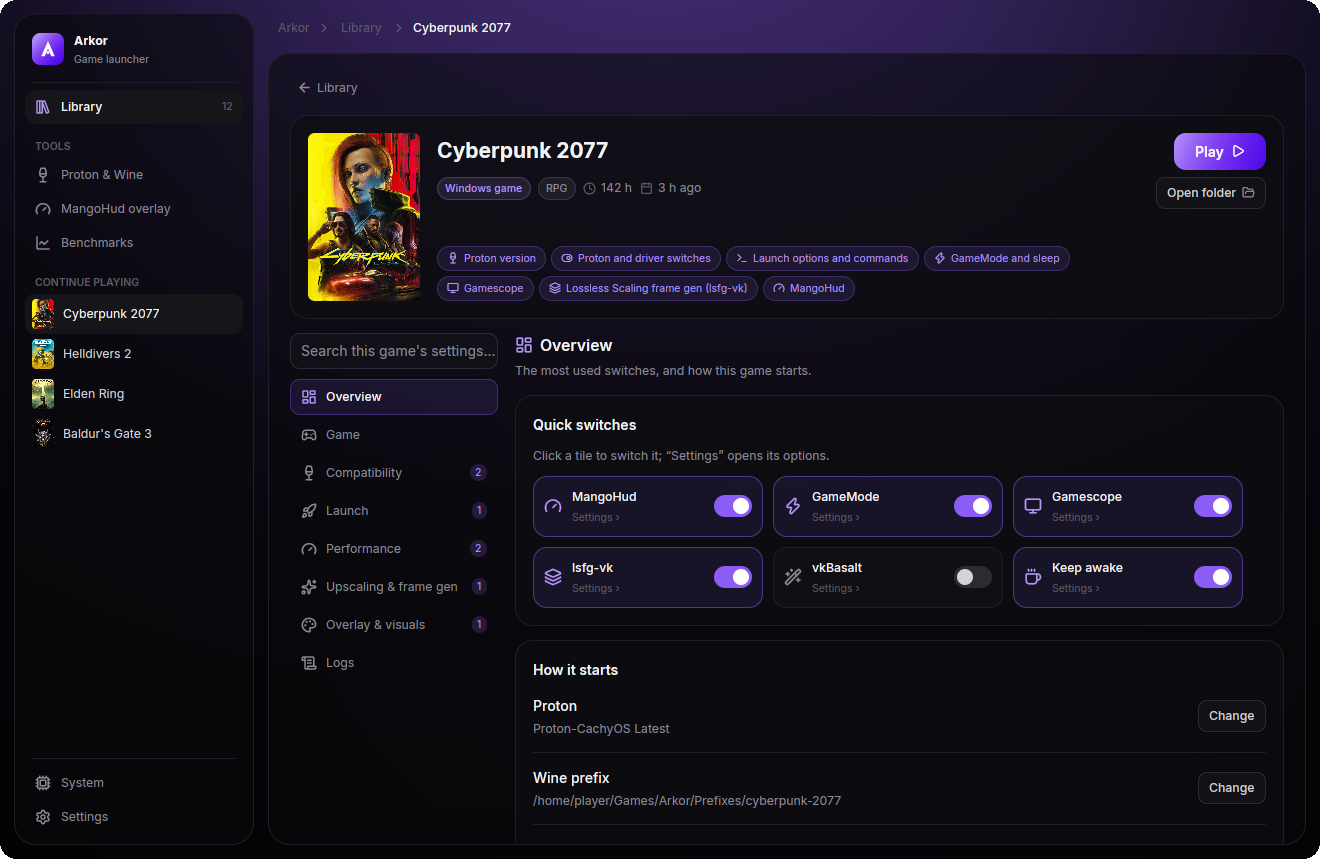 Arkor
Game launcher
Library 12
TOOLS
Proton & Wine
MangoHud overlay
Benchmarks
CONTINUE PLAYING
Cyberpunk 2077
Helldivers 2
Elden Ring
Baldur's Gate 3
System
Settings
Arkor > Library > Cyberpunk 2077
← Library
CYBERPUNK
Cyberpunk 2077
Windows game RPG 142 h 3 h ago
Play
Open folder
Proton version Proton and driver switches Launch options and commands GameMode and sleep
Gamescope Lossless Scaling frame gen (lsfg-vk) MangoHud
Search this game's settings...
Overview
Game
Compatibility 2
Launch 1
Performance 2
Upscaling & frame gen 1
Overlay & visuals 1
Logs
Overview
The most used switches, and how this game starts.
Quick switches
Click a tile to switch it; “Settings” opens its options.
MangoHud
Settings ›
GameMode
Settings ›
Gamescope
Settings ›
lsfg-vk
Settings ›
vkBasalt
Settings ›
Keep awake
Settings ›
How it starts
Proton
Proton-CachyOS Latest
Change
Wine prefix
/home/player/Games/Arkor/Prefixes/cyberpunk-2077
Change